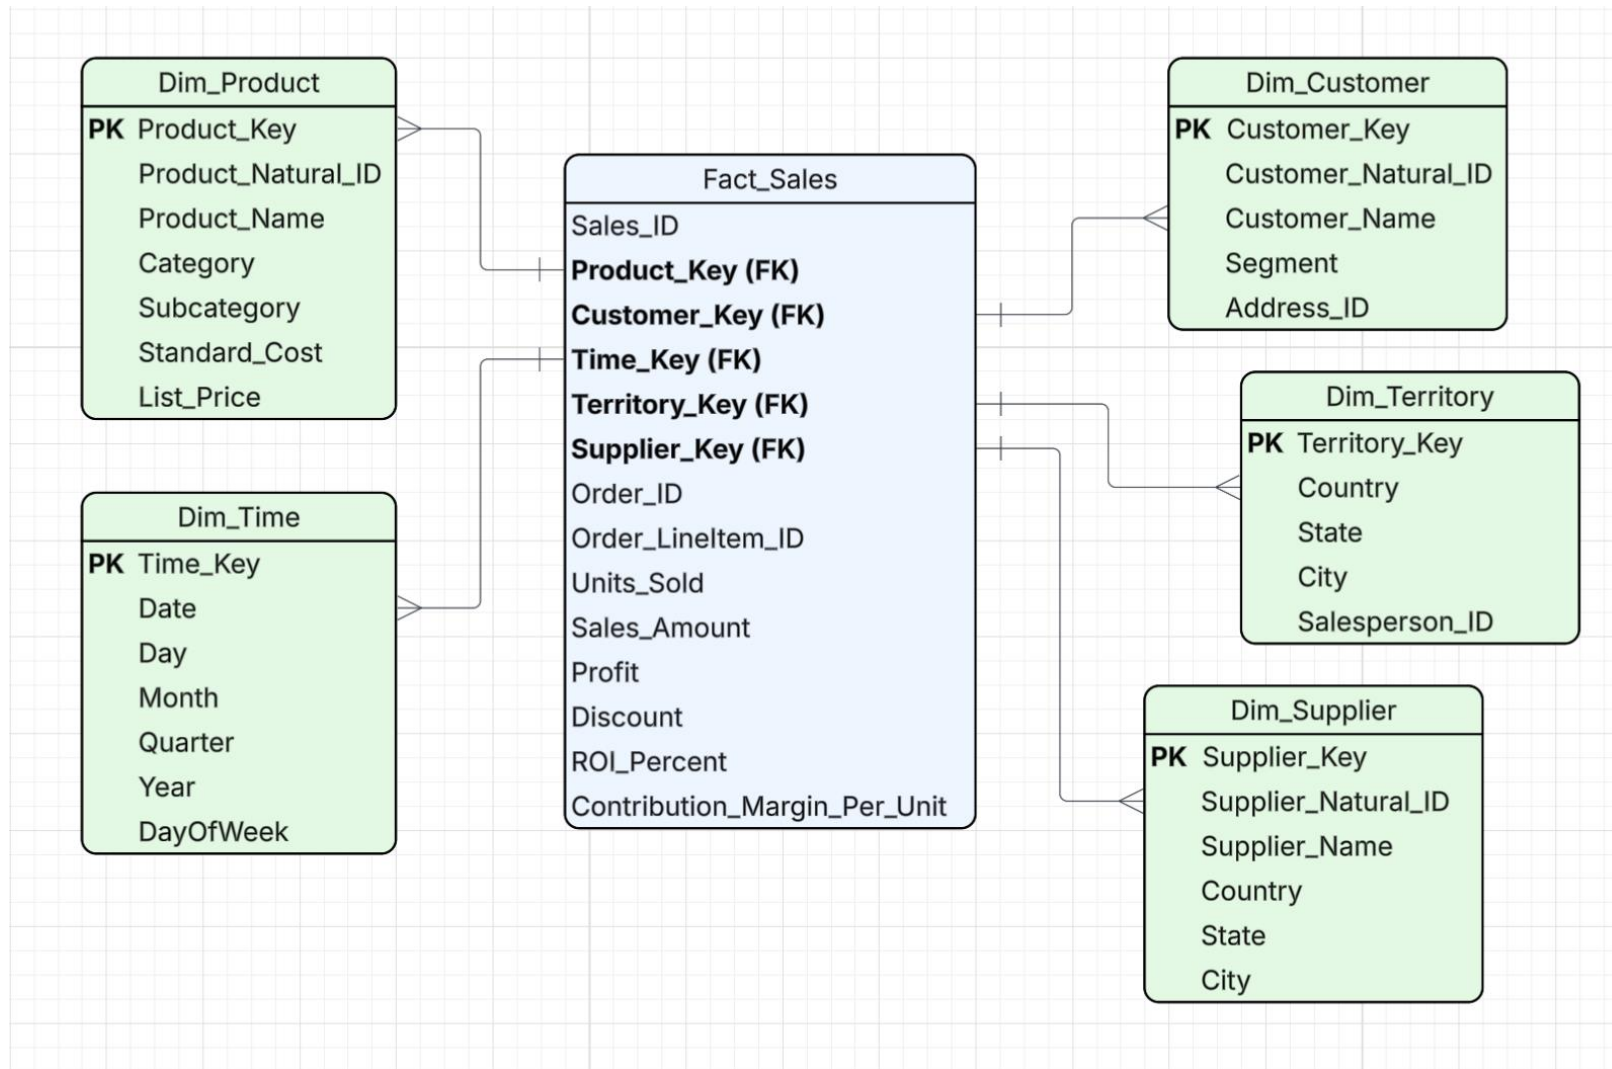 Dim_Product
PK Product_Key
Product_Natural_ID
Product_Name
Category
Subcategory
Standard_Cost
List_Price
Dim_Time
PK Time_Key
Date
Day
Month
Quarter
Year
DayOfWeek
Fact_Sales
Sales_ID
Product_Key (FK)
Customer_Key (FK)
Time_Key (FK)
Territory_Key (FK)
Supplier_Key (FK)
Order_ID
Order_LineItem_ID
Units_Sold
Sales_Amount
Profit
Discount
ROI_Percent
Contribution_Margin_Per_Unit
Dim_Customer
PK Customer_Key
Customer_Natural_ID
Customer_Name
Segment
Address_ID
Dim_Territory
PK Territory_Key
Country
State
City
Salesperson_ID
Dim_Supplier
PK Supplier_Key
Supplier_Natural_ID
Supplier_Name
Country
State
City